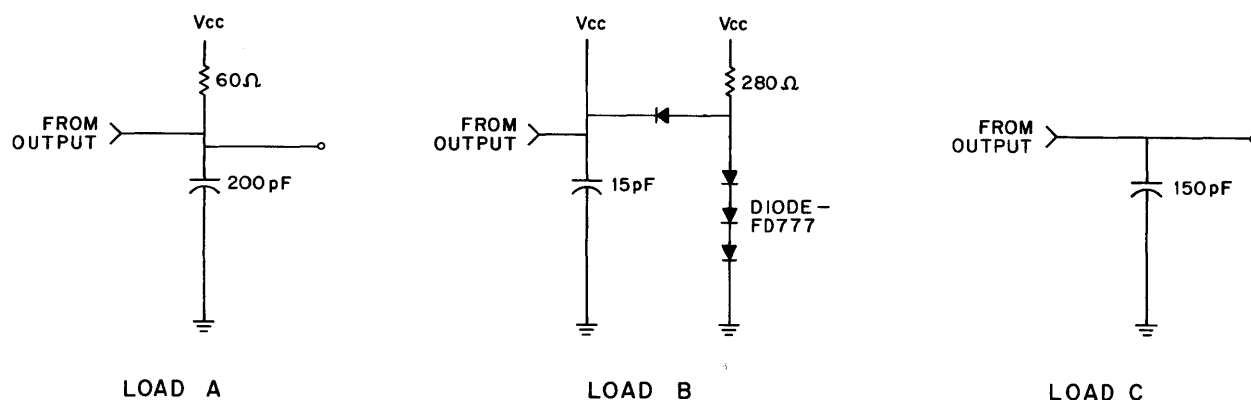 Vcc
60Ω
FROM
OUTPUT
200pF
LOAD A
Vcc
Vcc
280Ω
FROM
OUTPUT
15pF
DIODE–
FD777
LOAD B
FROM
OUTPUT
150pF
LOAD C